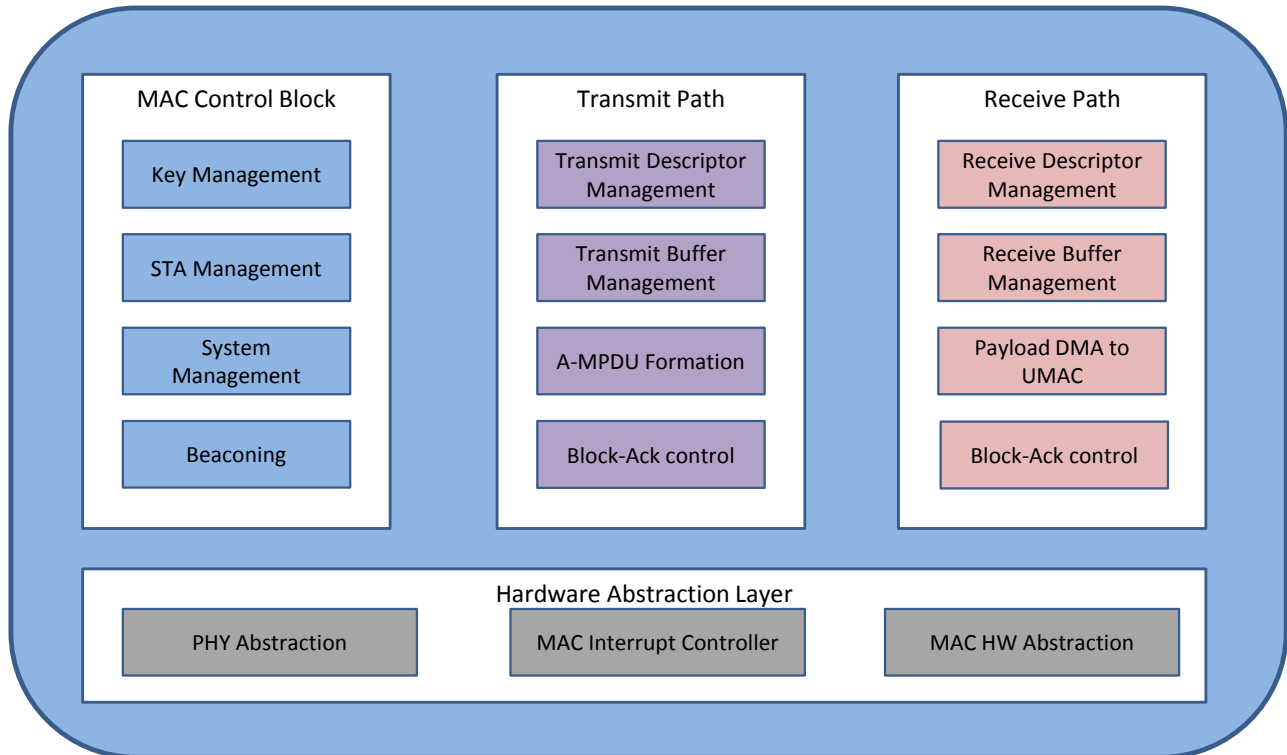 MAC Control Block
Key Management
STA Management
System
Management
Beaconing
Transmit Path
Transmit Descriptor
Management
Transmit Buffer
Management
A-MPDU Formation
Block-Ack control
Receive Path
Receive Descriptor
Management
Receive Buffer
Management
Payload DMA to
UMAC
Block-Ack control
Hardware Abstraction Layer
PHY Abstraction
MAC Interrupt Controller
MAC HW Abstraction